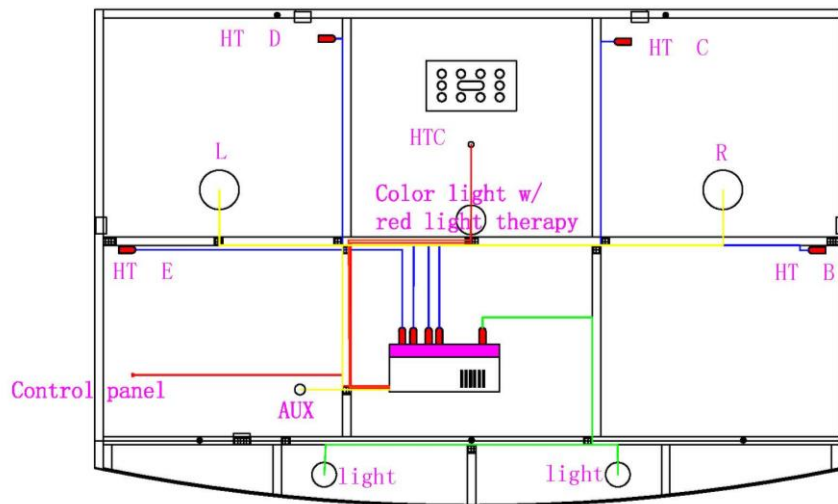 HT D
HT C
HTC
L
R
Color light w/
red light therapy
HT E
HT B
Control panel
AUX
light
light